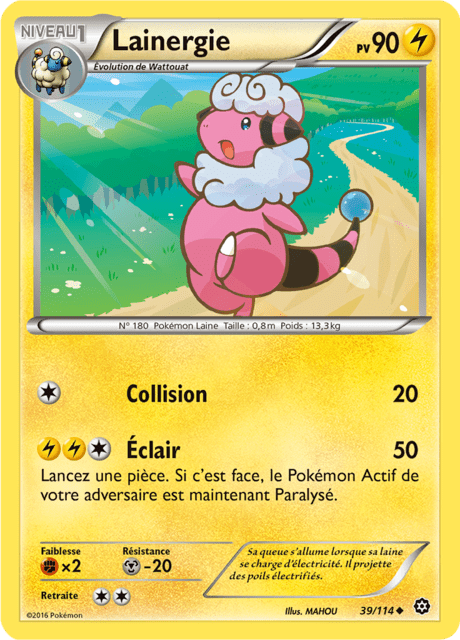 NIVEAU 1
Lainergie
PV 90
Évolution de Wattouat
N° 180 Pokémon Laine Taille : 0,8m Poids : 13,3kg
Collision 20
Éclair 50
Lancez une pièce. Si c'est face, le Pokémon Actif de
votre adversaire est maintenant Paralysé.
Faiblesse
×2
Résistance
-20
Retraite
Sa queue s'allume lorsque sa laine
se charge d'électricité. Il projette
des poils électrifiés.
©2016 Pokémon
Illus. MAHOU
39/114